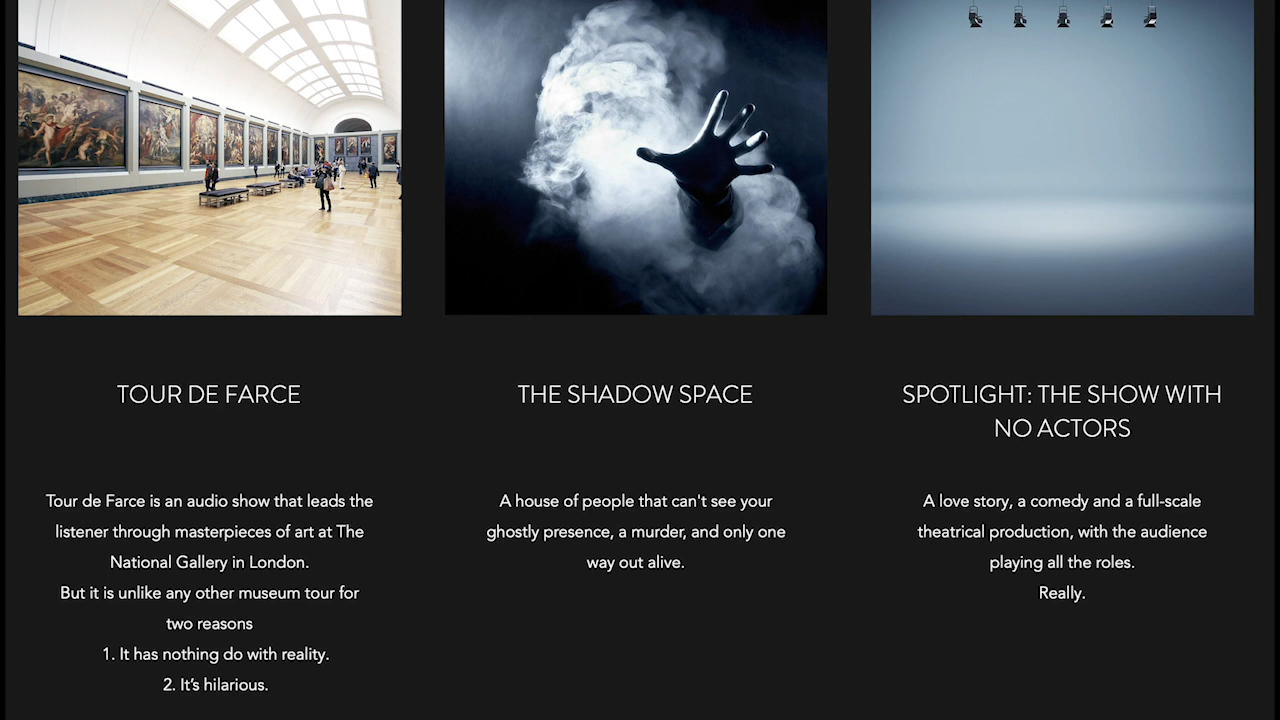 TOUR DE FARCE
Tour de Farce is an audio show that leads the
listener through masterpieces of art at The
National Gallery in London.
But it is unlike any other museum tour for
two reasons
1. It has nothing do with reality.
2. It’s hilarious.
THE SHADOW SPACE
A house of people that can't see your
ghostly presence, a murder, and only one
way out alive.
SPOTLIGHT: THE SHOW WITH
NO ACTORS
A love story, a comedy and a full-scale
theatrical production, with the audience
playing all the roles.
Really.